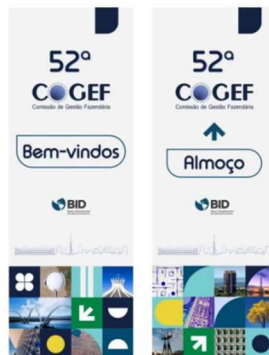 52ª
COGEF
Comissão de Gestão Fazendária
Bem-vindos
BID
52ª
COGEF
Comissão de Gestão Fazendária
Almoço
BID